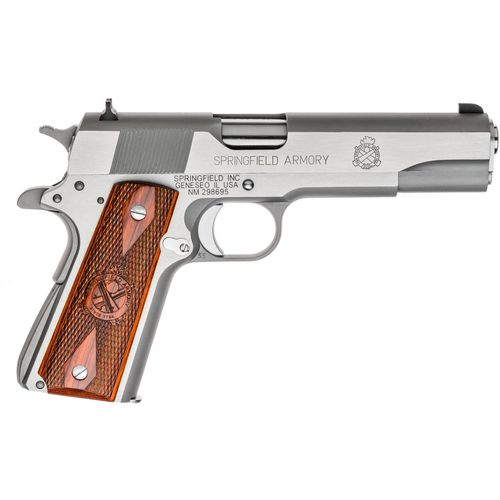 SPRINGFIELD ARMORY
SPRINGFIELD INC
GENESEO IL USA
NM 298695